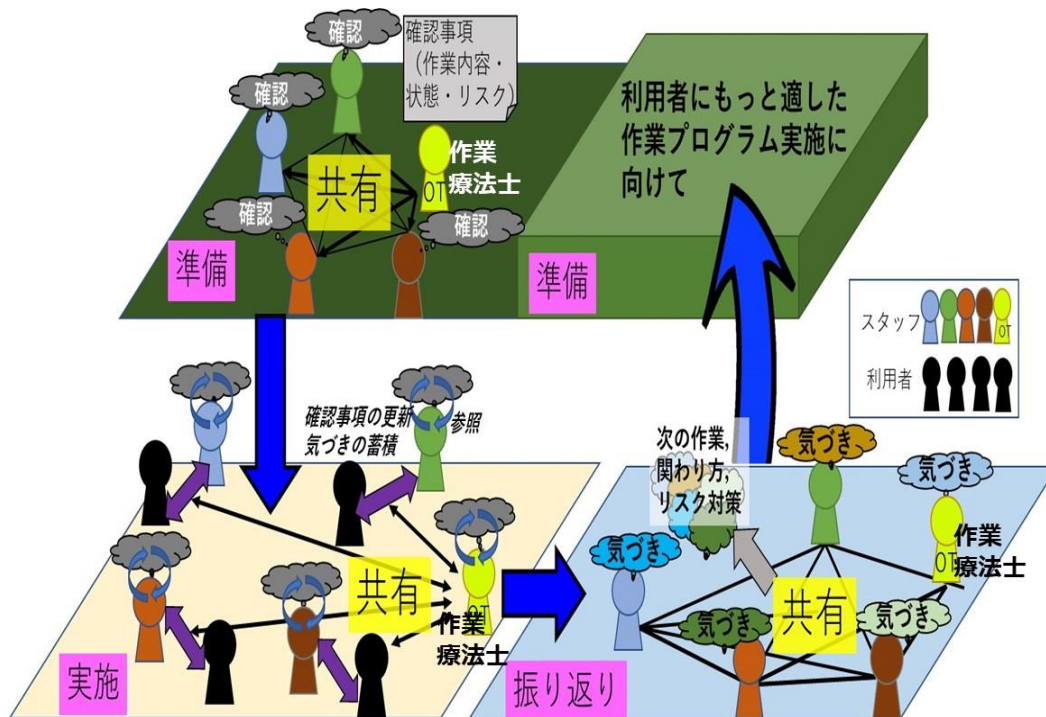 確認
確認
確認
確認
確認事項
（作業内容・
状態・リスク）
作業
療法士
OT
共有
準備
利用者にもっと適した
作業プログラム実施に
向けて
準備
スタッフ
OT
利用者
確認事項の更新
気づきの蓄積
参照
共有
OT
作業
療法士
実施
次の作業,
関わり方,
リスク対策
気づき
気づき
気づき
気づき
気づき
作業
療法士
OT
共有
振り返り